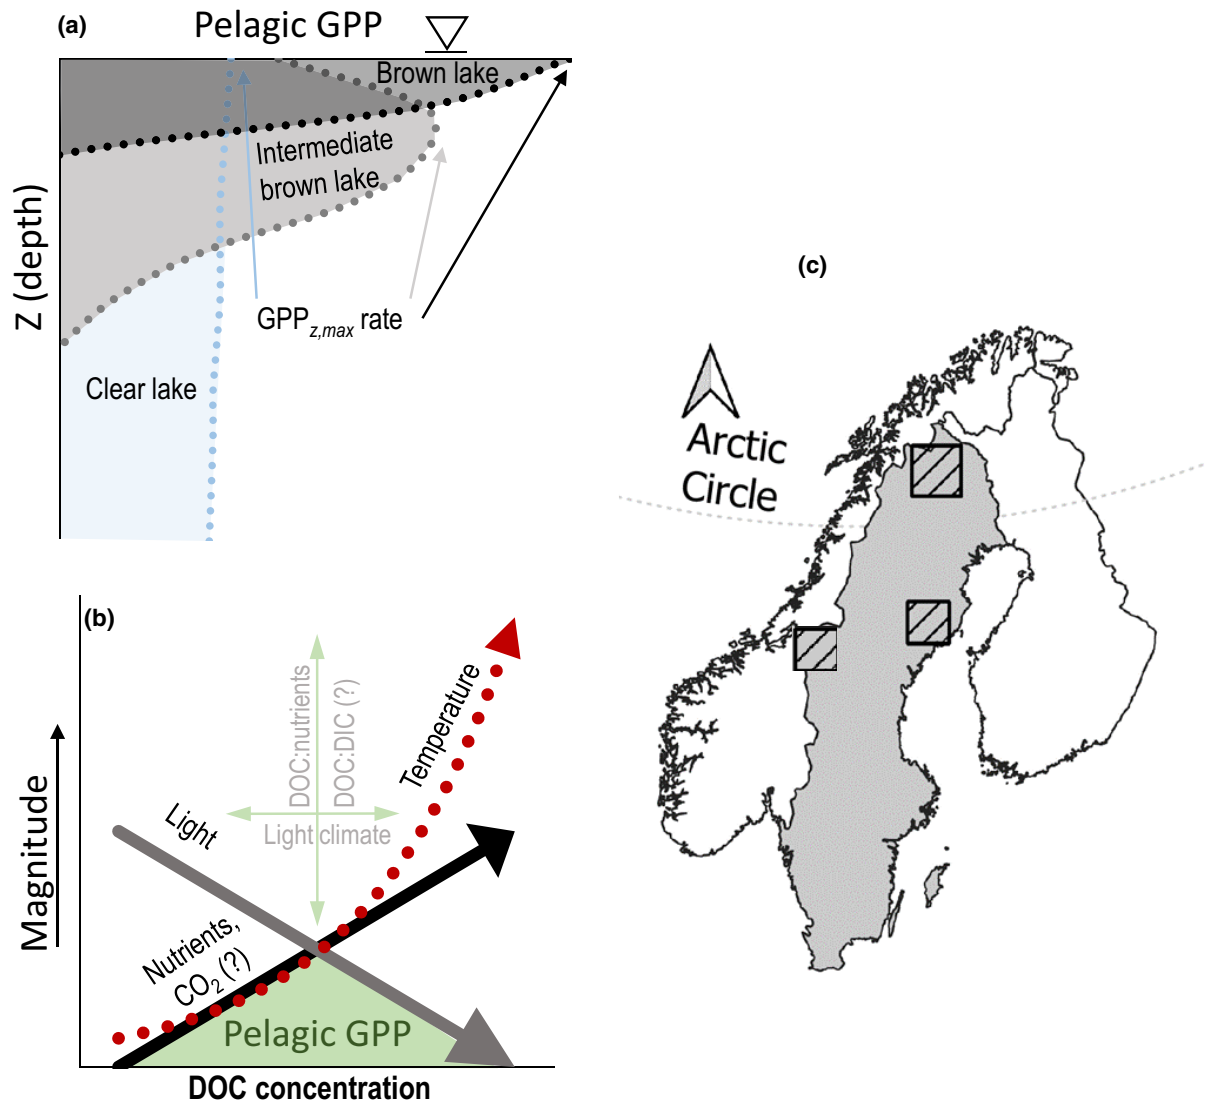 (a)
Pelagic GPP
Brown lake
Intermediate
brown lake
Z (depth)
GPPz,max rate
Clear lake
(b)
DOC:nutrients
DOC:DIC (?)
Light climate
Temperature
Light
Nutrients,
CO2 (?)
Pelagic GPP
Magnitude
DOC concentration
(c)
Arctic
Circle